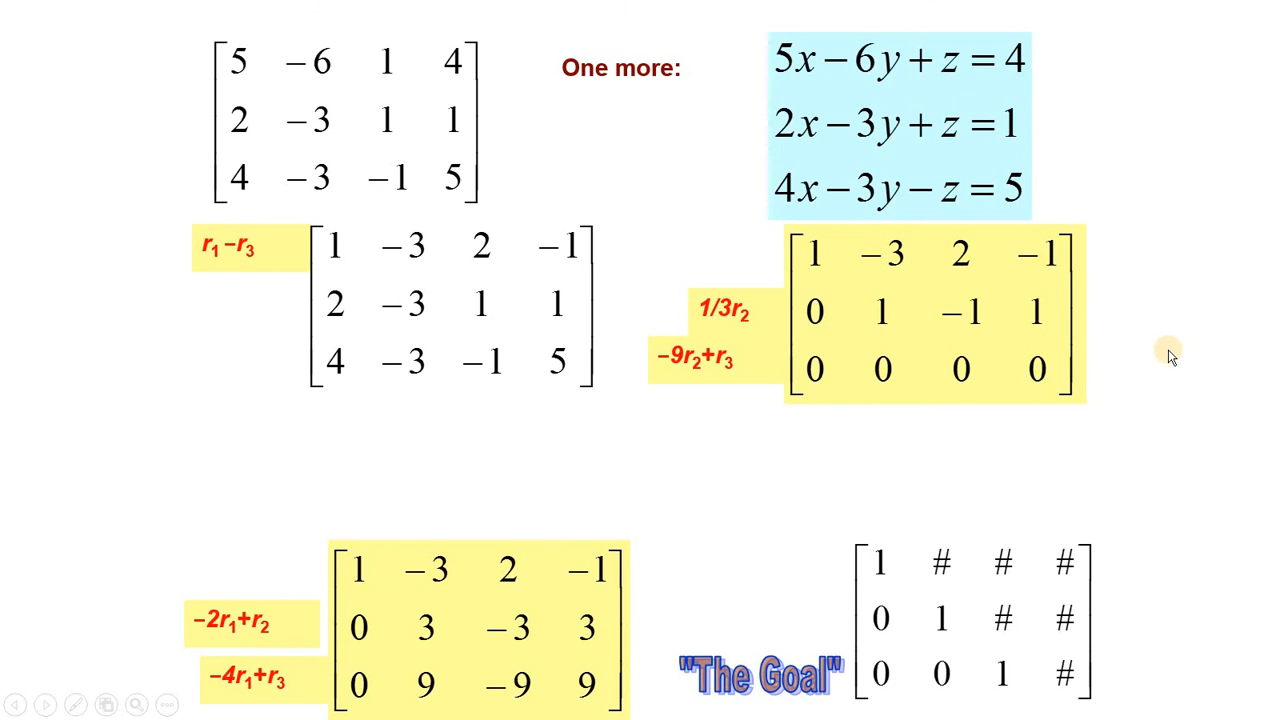 5 −6 1 4
2 −3 1 1
4 −3 −1 5
One more:
5x − 6y + z = 4
2x − 3y + z = 1
4x − 3y − z = 5
r₁ −r₃
1 −3 2 −1
2 −3 1 1
4 −3 −1 5
1/3r₂
−9r₂+r₃
1 −3 2 −1
0 1 −1 1
0 0 0 0
−2r₁+r₂
−4r₁+r₃
1 −3 2 −1
0 3 −3 3
0 9 −9 9
"The Goal"
1 # # #
0 1 # #
0 0 1 #